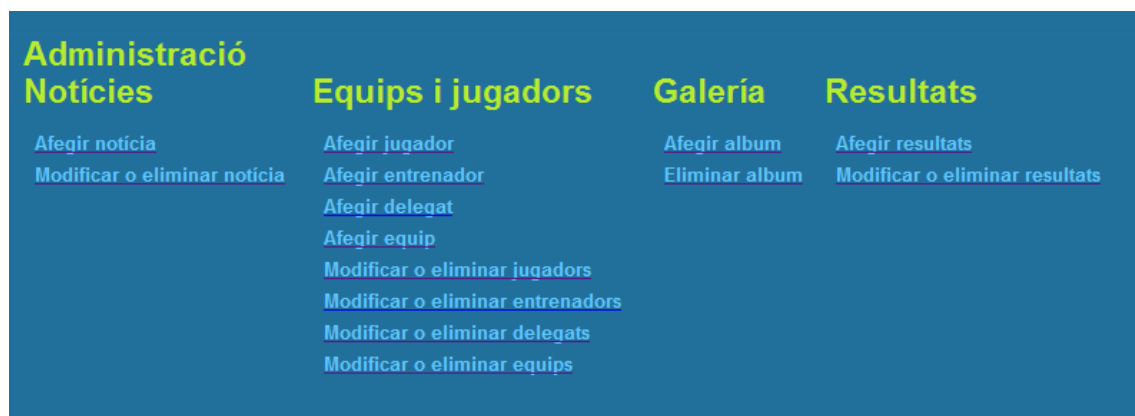 Administració
Notícies
Afegir notícia
Modificar o eliminar notícia
Equips i jugadors
Afegir jugador
Afegir entrenador
Afegir delegat
Afegir equip
Modificar o eliminar jugadors
Modificar o eliminar entrenadors
Modificar o eliminar delegats
Modificar o eliminar equips
Galería
Afegir album
Eliminar album
Resultats
Afegir resultats
Modificar o eliminar resultats